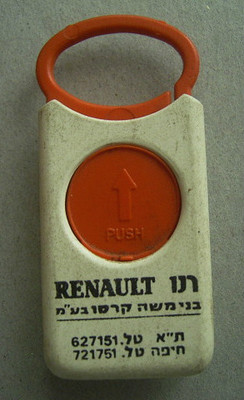 PUSH
RENAULT רנו
בני משה קרסו בע"מ
ת"א טל. 627151
חיפה טל. 721751